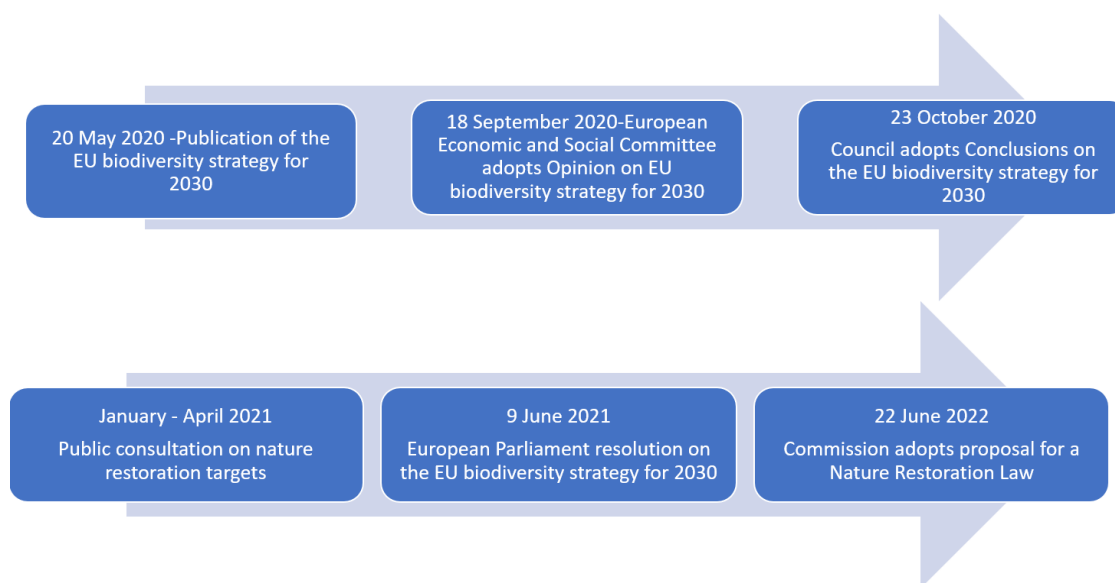 20 May 2020 -Publication of the
EU biodiversity strategy for
2030
18 September 2020-European
Economic and Social Committee
adopts Opinion on EU
biodiversity strategy for 2030
23 October 2020
Council adopts Conclusions on
the EU biodiversity strategy for
2030
January - April 2021
Public consultation on nature
restoration targets
9 June 2021
European Parliament resolution on
the EU biodiversity strategy for 2030
22 June 2022
Commission adopts proposal for a
Nature Restoration Law